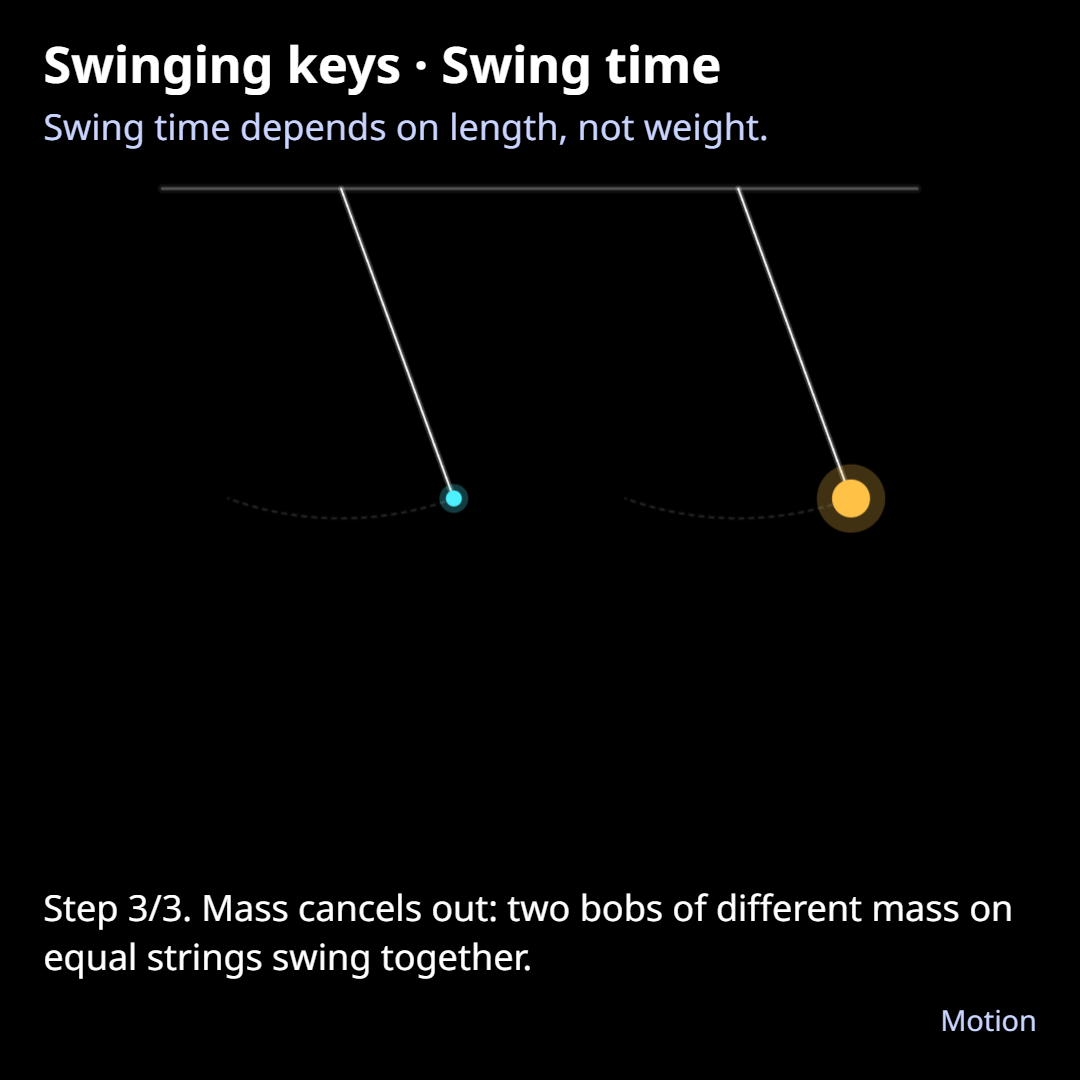 Swinging keys · Swing time
Swing time depends on length, not weight.
Step 3/3. Mass cancels out: two bobs of different mass on
equal strings swing together.
Motion